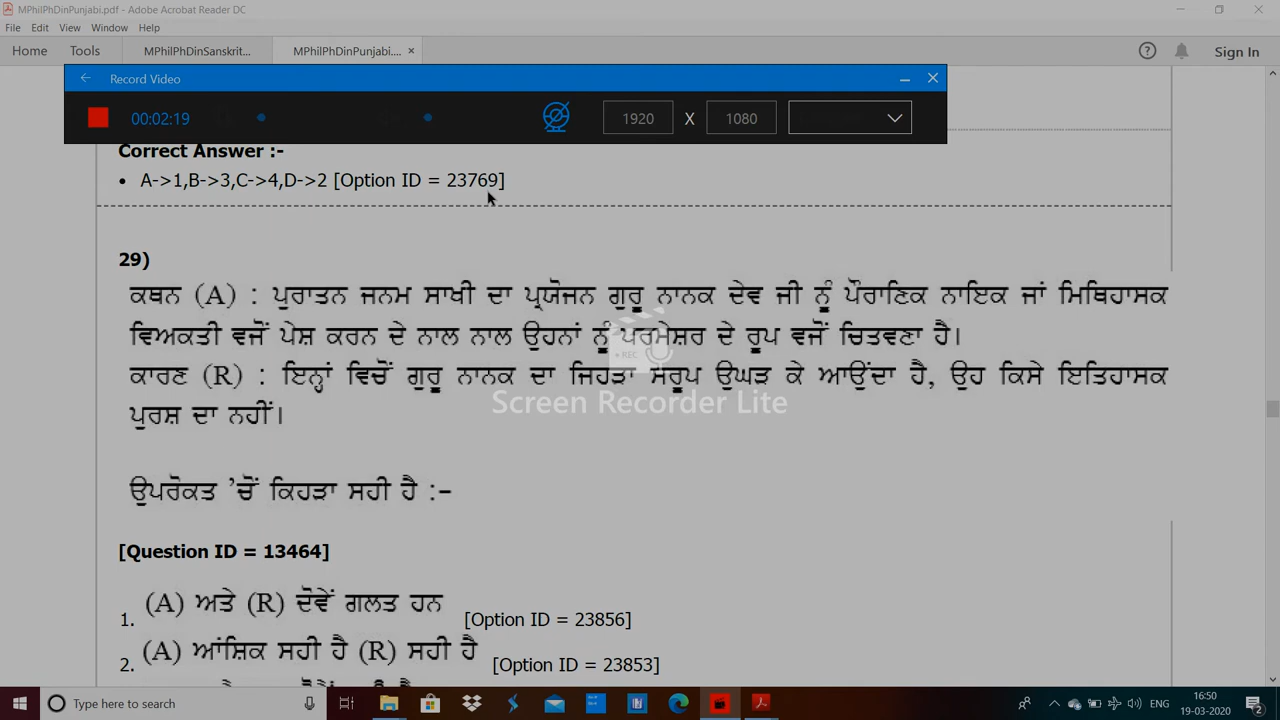 MPhilPhDinPunjabi.pdf - Adobe Acrobat Reader DC
File Edit View Window Help
Home Tools MPhilPhDinSanskrit... MPhilPhDinPunjabi.... × Sign In
Record Video
00:02:19 1920 X 1080
Correct Answer :-
• A->1,B->3,C->4,D->2 [Option ID = 23769]
29)
ਕਥਨ (A) : ਪੁਰਾਤਨ ਜਨਮ ਸਾਖੀ ਦਾ ਪ੍ਰਯੋਜਨ ਗੁਰੂ ਨਾਨਕ ਦੇਵ ਜੀ ਨੂੰ ਪੌਰਾਣਿਕ ਨਾਇਕ ਜਾਂ ਮਿਥਿਹਾਸਕ
ਵਿਅਕਤੀ ਵਜੋਂ ਪੇਸ਼ ਕਰਨ ਦੇ ਨਾਲ ਨਾਲ ਉਹਨਾਂ ਨੂੰ ਪਰਮੇਸ਼ਰ ਦੇ ਰੂਪ ਵਜੋਂ ਚਿਤਵਣਾ ਹੈ।
REC
ਕਾਰਣ (R) : ਇਨ੍ਹਾਂ ਵਿਚੋਂ ਗੁਰੂ ਨਾਨਕ ਦਾ ਜਿਹੜਾ ਸਰੂਪ ਉਘੜ ਕੇ ਆਉਂਦਾ ਹੈ, ਉਹ ਕਿਸੇ ਇਤਿਹਾਸਕ
Screen Recorder Lite
ਪੁਰਸ਼ ਦਾ ਨਹੀਂ।
ਉਪਰੋਕਤ 'ਚੋਂ ਕਿਹੜਾ ਸਹੀ ਹੈ :-
[Question ID = 13464]
1. (A) ਅਤੇ (R) ਦੋਵੇਂ ਗਲਤ ਹਨ [Option ID = 23856]
2. (A) ਆਂਸ਼ਿਕ ਸਹੀ ਹੈ (R) ਸਹੀ ਹੈ [Option ID = 23853]
Type here to search ENG 16:50
19-03-2020 2